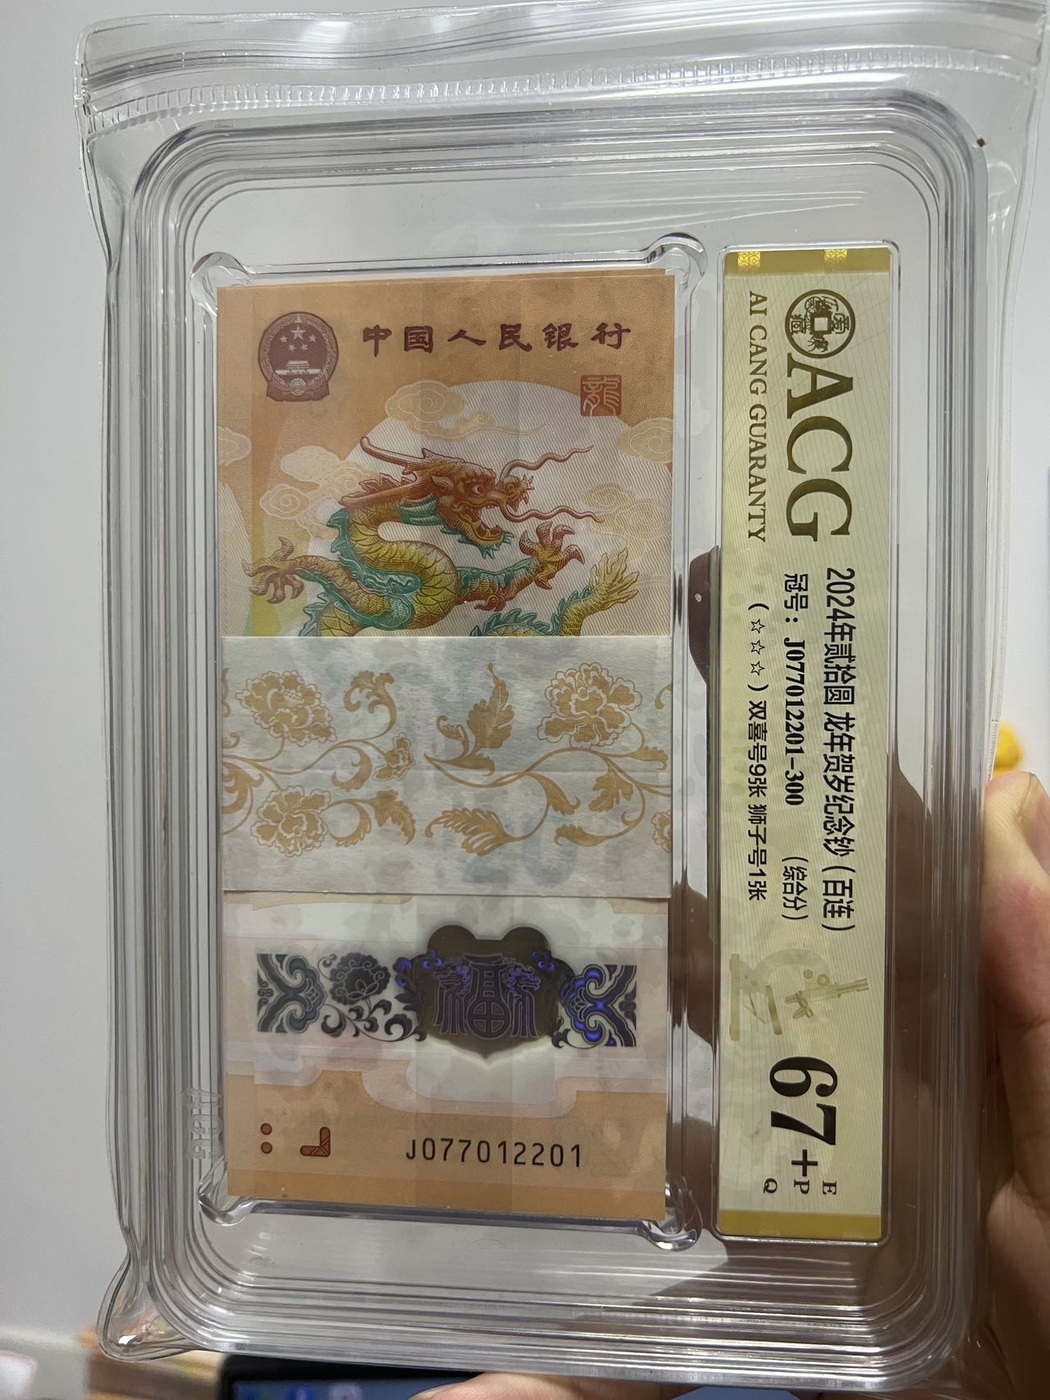 中国人民银行
龍
福
J077012201
ACG
AI CANG GUARANTY
2024年贰拾圆 龙年贺岁纪念钞（百连）
冠号：J077012201-300 （综合分）
（☆☆☆）双喜号9张 狮子号1张
67+
E
P
Q